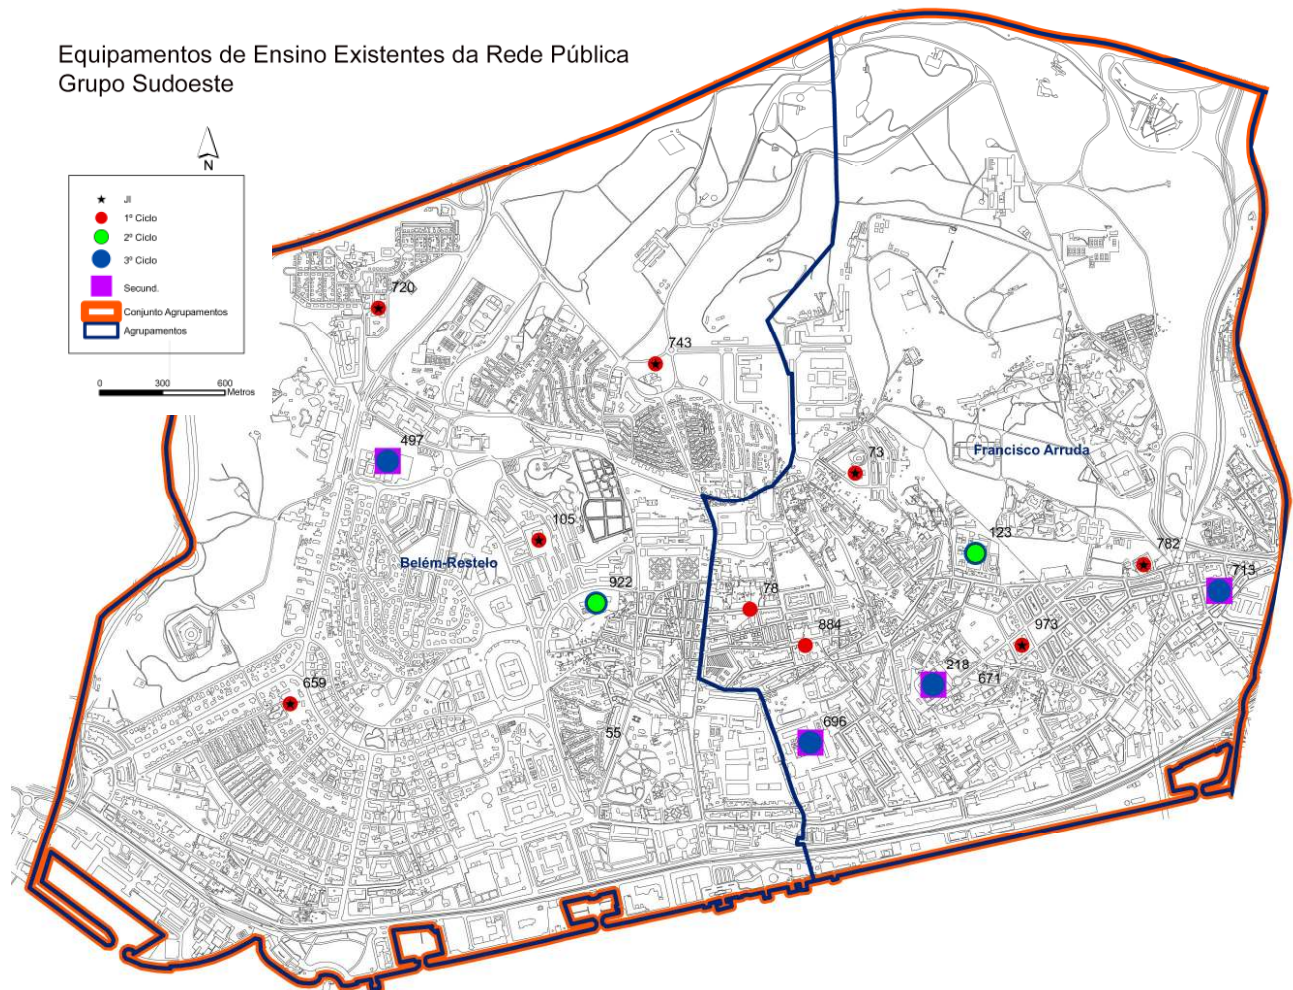 Equipamentos de Ensino Existentes da Rede Pública
Grupo Sudoeste
N
JI
1º Ciclo
2º Ciclo
3º Ciclo
Secund.
Conjunto Agrupamentos
Agrupamentos
0 300 600
Metros
720
743
497
73
Francisco Arruda
105
123
782
Belém-Restelo
922
713
78
884
973
218
671
659
55
696